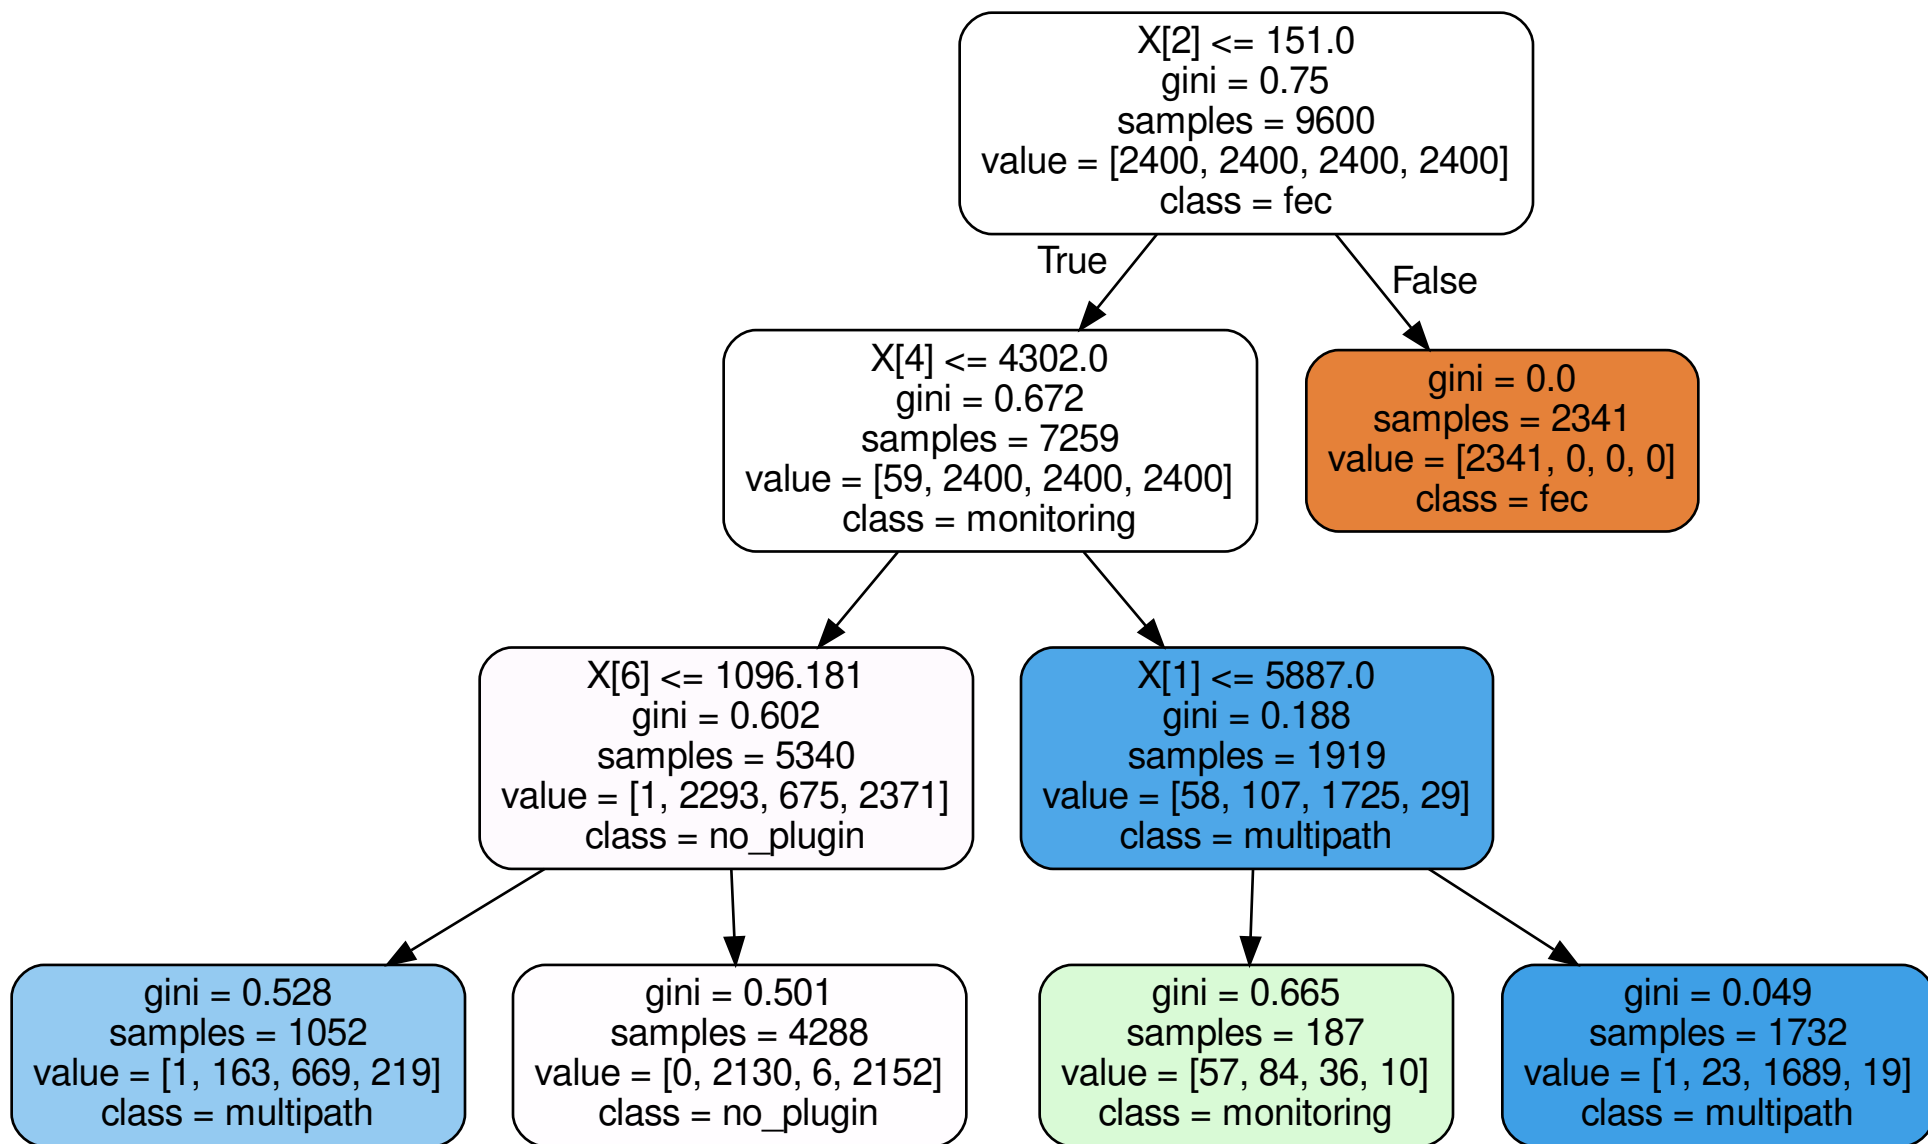 X[2] <= 151.0
gini = 0.75
samples = 9600
value = [2400, 2400, 2400, 2400]
class = fec
True
False
X[4] <= 4302.0
gini = 0.672
samples = 7259
value = [59, 2400, 2400, 2400]
class = monitoring
gini = 0.0
samples = 2341
value = [2341, 0, 0, 0]
class = fec
X[6] <= 1096.181
gini = 0.602
samples = 5340
value = [1, 2293, 675, 2371]
class = no_plugin
X[1] <= 5887.0
gini = 0.188
samples = 1919
value = [58, 107, 1725, 29]
class = multipath
gini = 0.528
samples = 1052
value = [1, 163, 669, 219]
class = multipath
gini = 0.501
samples = 4288
value = [0, 2130, 6, 2152]
class = no_plugin
gini = 0.665
samples = 187
value = [57, 84, 36, 10]
class = monitoring
gini = 0.049
samples = 1732
value = [1, 23, 1689, 19]
class = multipath